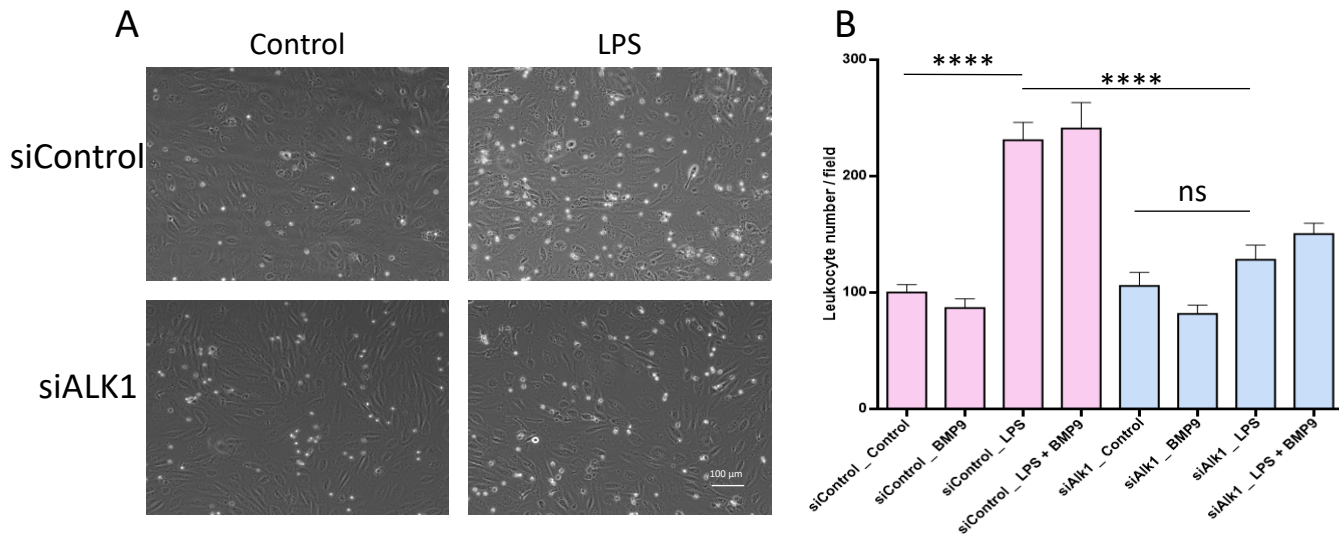 A
Control
LPS
siControl
siALK1
100 µm
B
Leukocyte number / field
300
200
100
0
****
****
ns
siControl _ Control
siControl _ BMP9
siControl _ LPS
siControl _ LPS + BMP9
siAlk1 _ Control
siAlk1 _ BMP9
siAlk1 _ LPS
siAlk1 _ LPS + BMP9